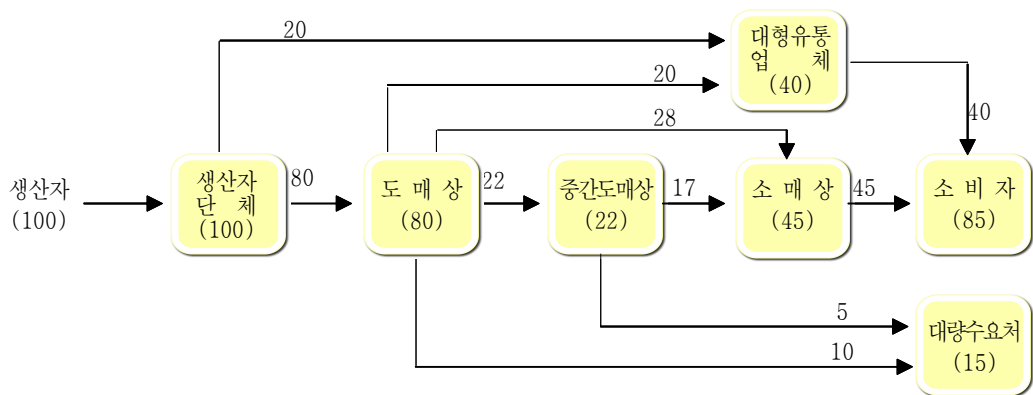 20
대형유통
업 체
(40)
20
28
40
생산자
(100)
생산자
단 체
(100)
80
도 매 상
(80)
22
중간도매상
(22)
17
소 매 상
(45)
45
소 비 자
(85)
5
대량수요처
(15)
10